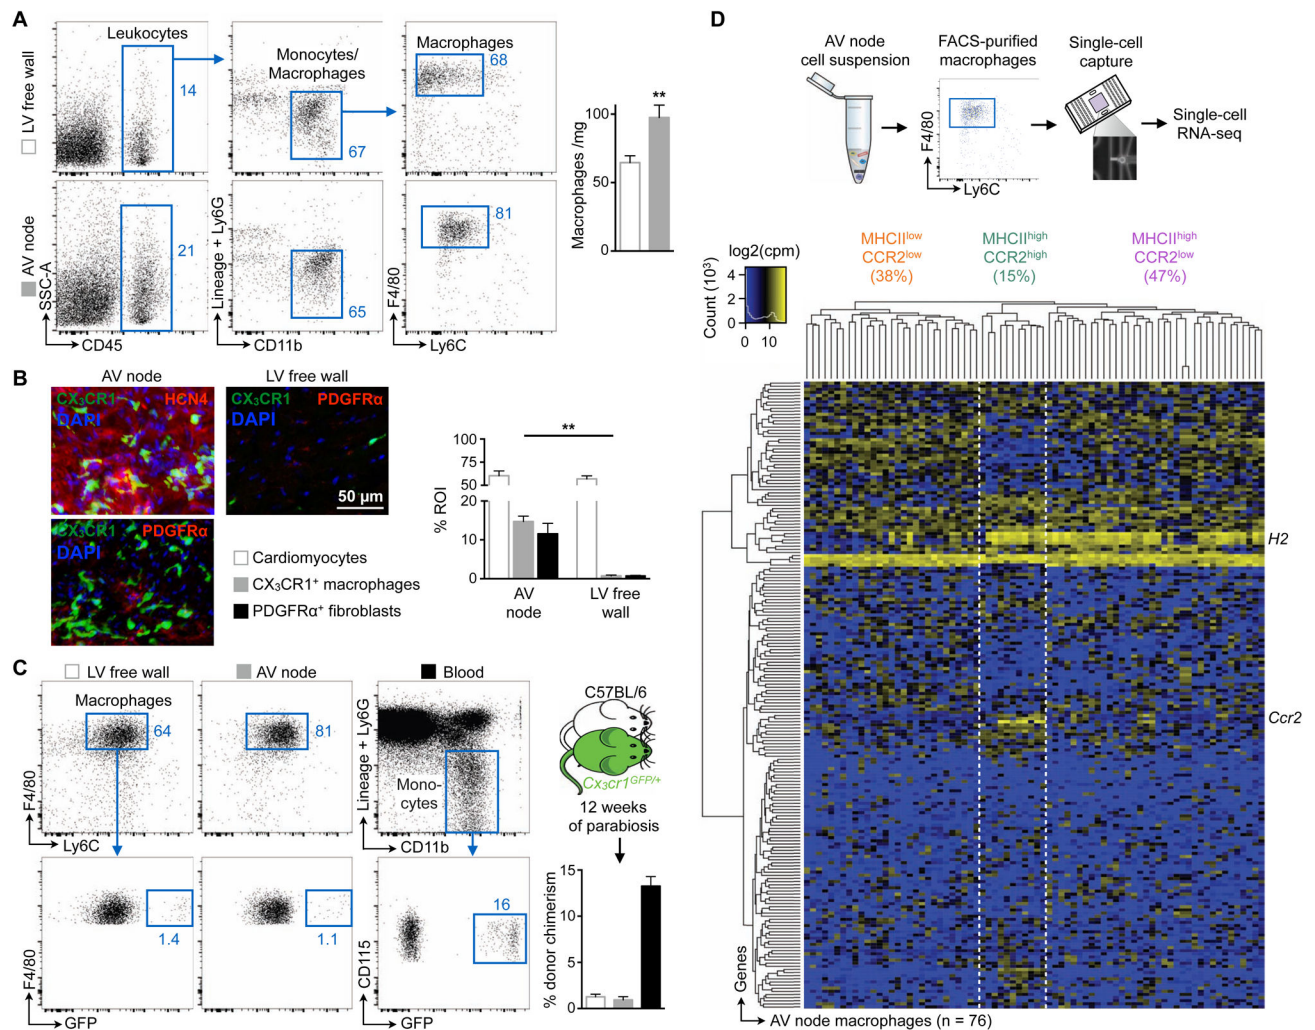 A
LV free wall
AV node
Leukocytes
14
Monocytes/
Macrophages
67
Macrophages
68
21
65
81
SSC-A
CD45
Lineage + Ly6G
CD11b
F4/80
Ly6C
Macrophages /mg
100
50
0
**
B
AV node
LV free wall
CX₃CR1
HCN4
DAPI
CX₃CR1
PDGFRα
DAPI
50 µm
CX₃CR1
PDGFRα
DAPI
Cardiomyocytes
CX₃CR1⁺ macrophages
PDGFRα⁺ fibroblasts
% ROI
100
75
50
20
10
0
**
AV
node
LV free
wall
C
LV free wall
AV node
Blood
Macrophages
64
81
F4/80
Ly6C
Lineage + Ly6G
Mono-
cytes
CD11b
1.4
1.1
16
F4/80
GFP
CD115
GFP
C57BL/6
Cx₃cr1ᴳᶠᴾ/⁺
12 weeks
of parabiosis
% donor chimerism
15
10
5
0
D
AV node
cell suspension
FACS-purified
macrophages
F4/80
Ly6C
Single-cell
capture
Single-cell
RNA-seq
log2(cpm)
Count (10³)
4
2
0
0 10
MHCIIˡᵒʷ
CCR2ˡᵒʷ
(38%)
MHCIIʰⁱᵍʰ
CCR2ʰⁱᵍʰ
(15%)
MHCIIʰⁱᵍʰ
CCR2ˡᵒʷ
(47%)
H2
Ccr2
Genes
AV node macrophages (n = 76)